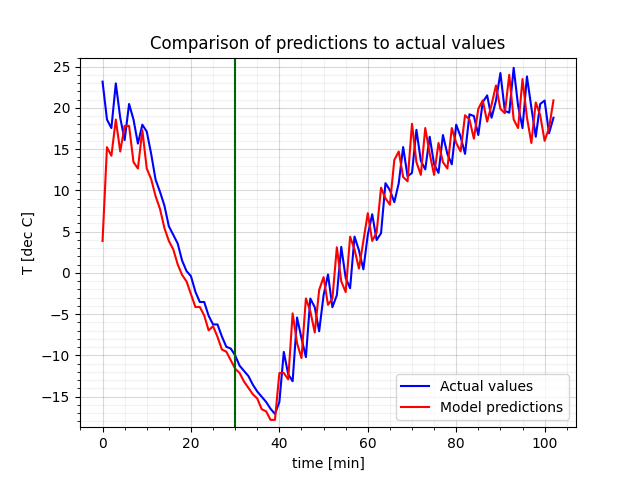 Comparison of predictions to actual values
T [dec C]
25
20
15
10
5
0
−5
−10
−15
0 20 40 60 80 100
time [min]
Actual values
Model predictions